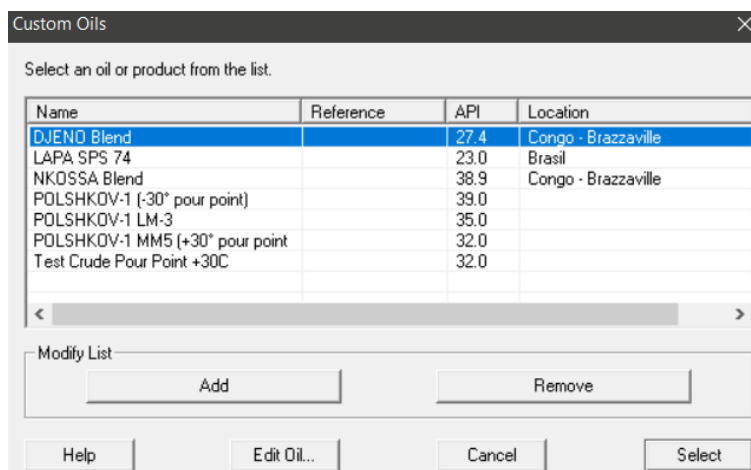 Custom Oils
Select an oil or product from the list.
Name Reference API Location
DJENO Blend 27.4 Congo - Brazzaville
LAPA SPS 74 23.0 Brasil
NKOSSA Blend 38.9 Congo - Brazzaville
POLSHKOV-1 (-30° pour point) 39.0
POLSHKOV-1 LM-3 35.0
POLSHKOV-1 MM5 (+30° pour point 32.0
Test Crude Pour Point +30C 32.0
Modify List
Add Remove
Help Edit Oil... Cancel Select